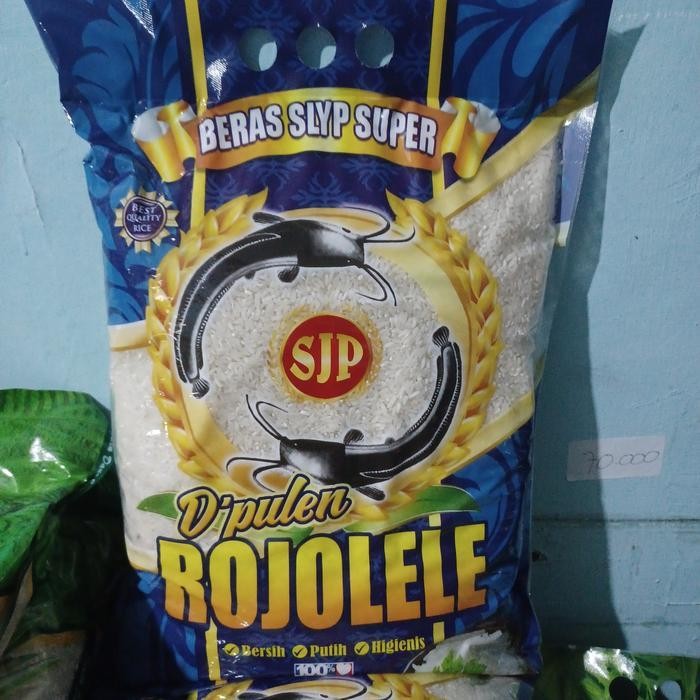 BERAS SLYP SUPER
BEST
QUALITY
RICE
SJP
70.000
D'pulen
ROJOLELE
Bersih Putih Higienis
100%